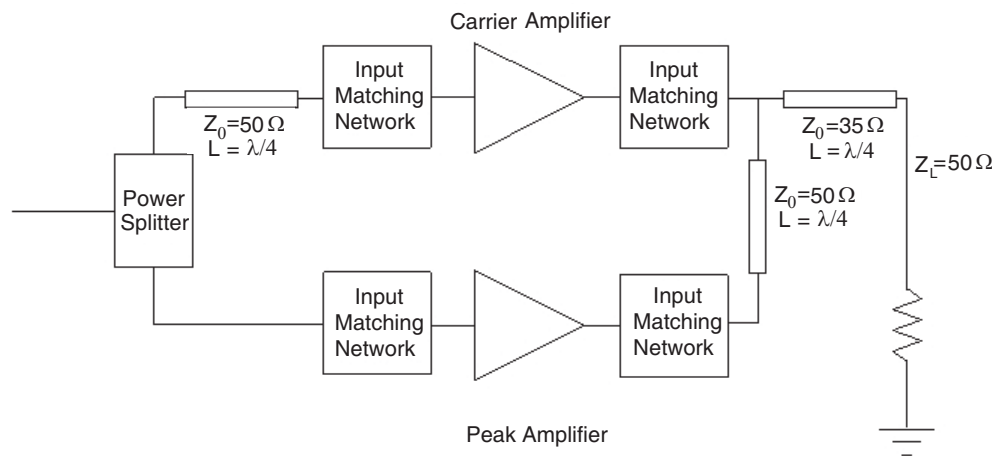 Carrier Amplifier
Input
Matching
Network
Input
Matching
Network
Z₀=50 Ω
L = λ/4
Z₀=35 Ω
L = λ/4
Z_L=50 Ω
Power
Splitter
Z₀=50 Ω
L = λ/4
Input
Matching
Network
Input
Matching
Network
Peak Amplifier